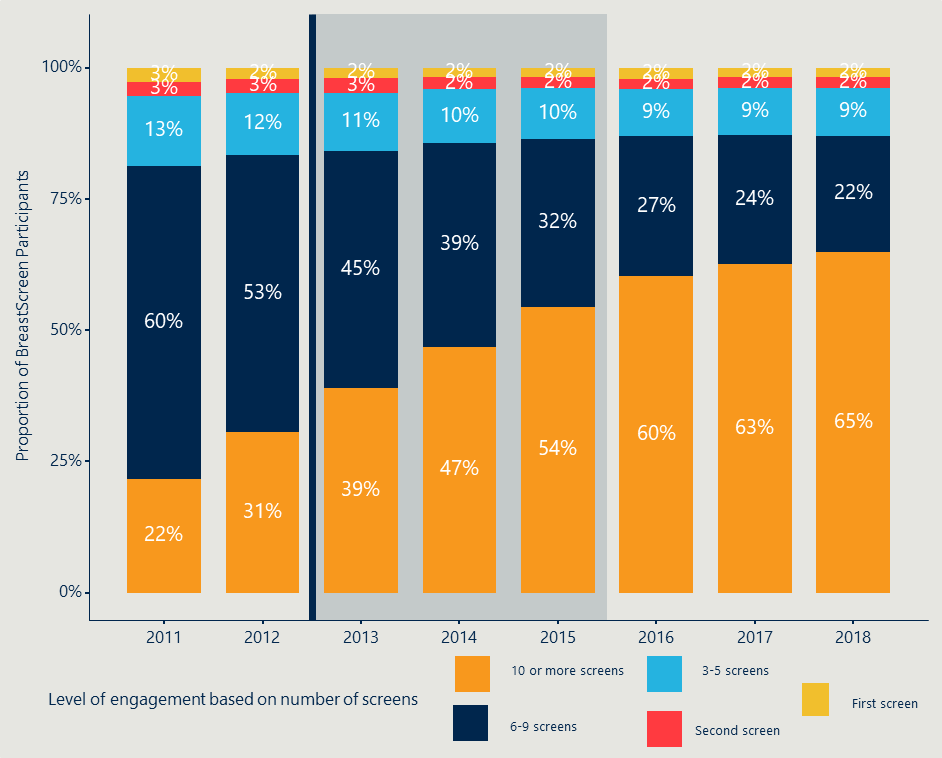 Proportion of BreastScreen Participants
100%
75%
50%
25%
0%
3% 2% 2% 2% 2% 2% 2% 2%
3% 3% 3% 2% 2% 2% 2% 2%
13% 12% 11% 10% 10% 9% 9% 9%
60% 53% 45% 39% 32% 27% 24% 22%
22% 31% 39% 47% 54% 60% 63% 65%
2011 2012 2013 2014 2015 2016 2017 2018
Level of engagement based on number of screens
10 or more screens
6-9 screens
3-5 screens
Second screen
First screen